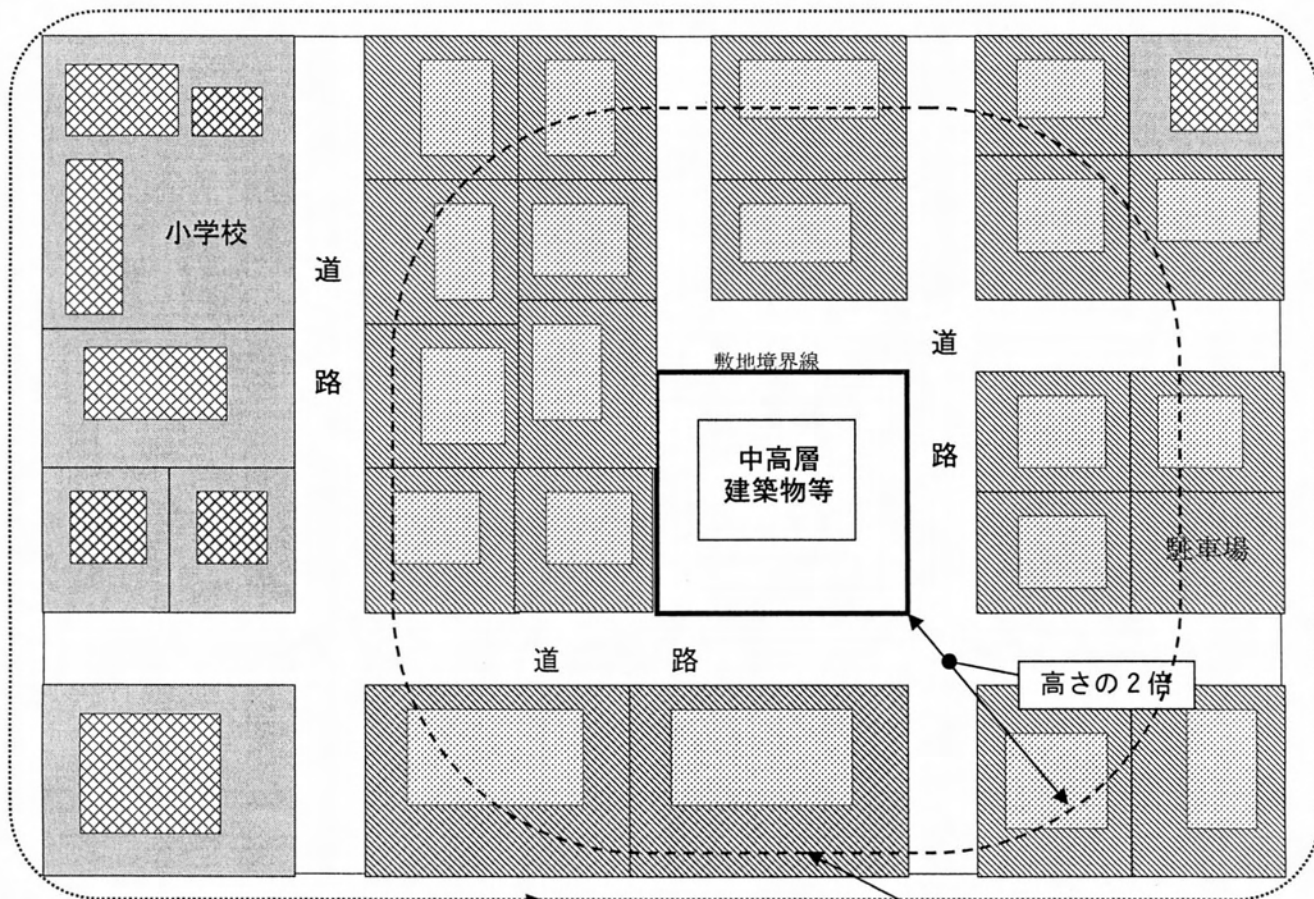 小学校
道
路
敷地境界線
道
路
中高層
建築物等
駐車場
道 路
高さの2倍